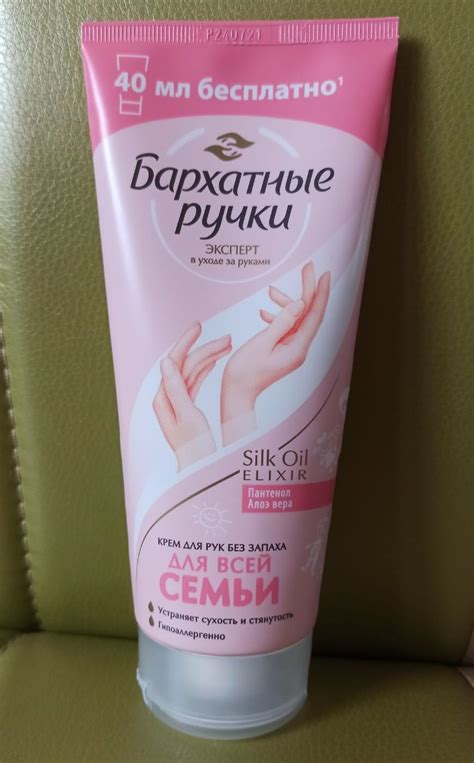 P240721
40 мл бесплатно¹
Бархатные
ручки
ЭКСПЕРТ
в уходе за руками
Silk Oil
ELIXIR
Пантенол
Алоэ вера
КРЕМ ДЛЯ РУК БЕЗ ЗАПАХА
ДЛЯ ВСЕЙ
СЕМЬИ
Устраняет сухость и стянутость
Гипоаллергенно